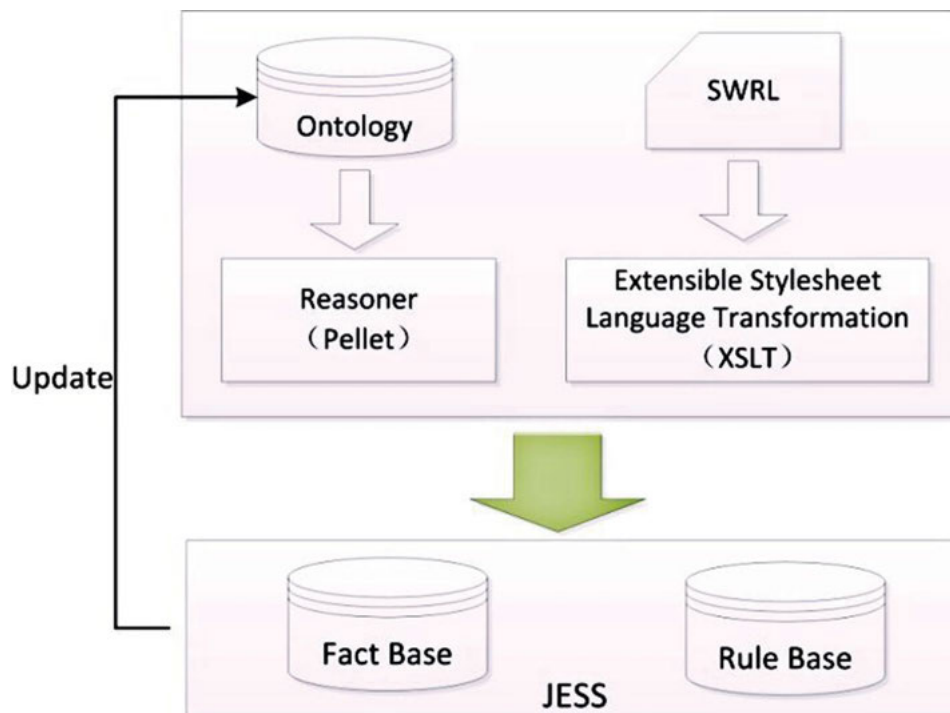 Ontology
SWRL
Reasoner
（Pellet）
Extensible Stylesheet
Language Transformation
（XSLT）
Update
Fact Base
Rule Base
JESS